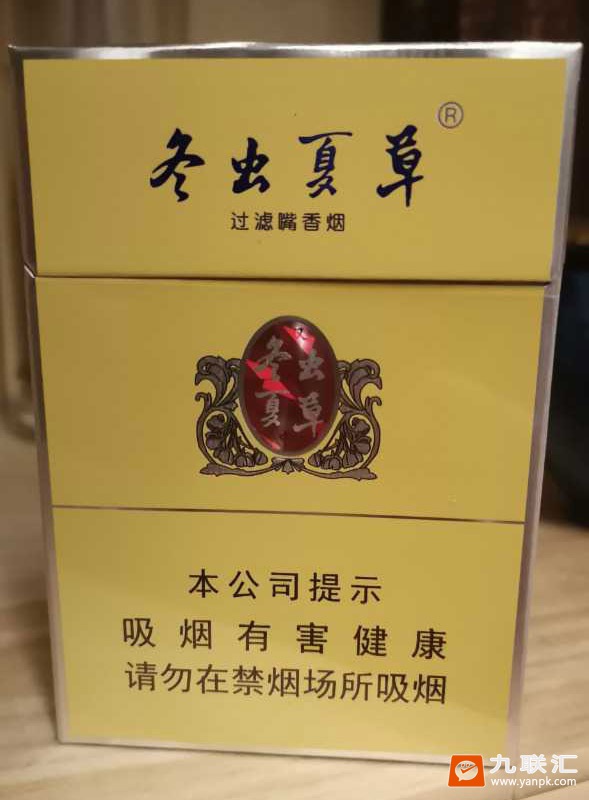 冬虫夏草®
过滤嘴香烟
冬虫
夏草
本公司提示
吸烟有害健康
请勿在禁烟场所吸烟
九联汇
www.yanpk.com